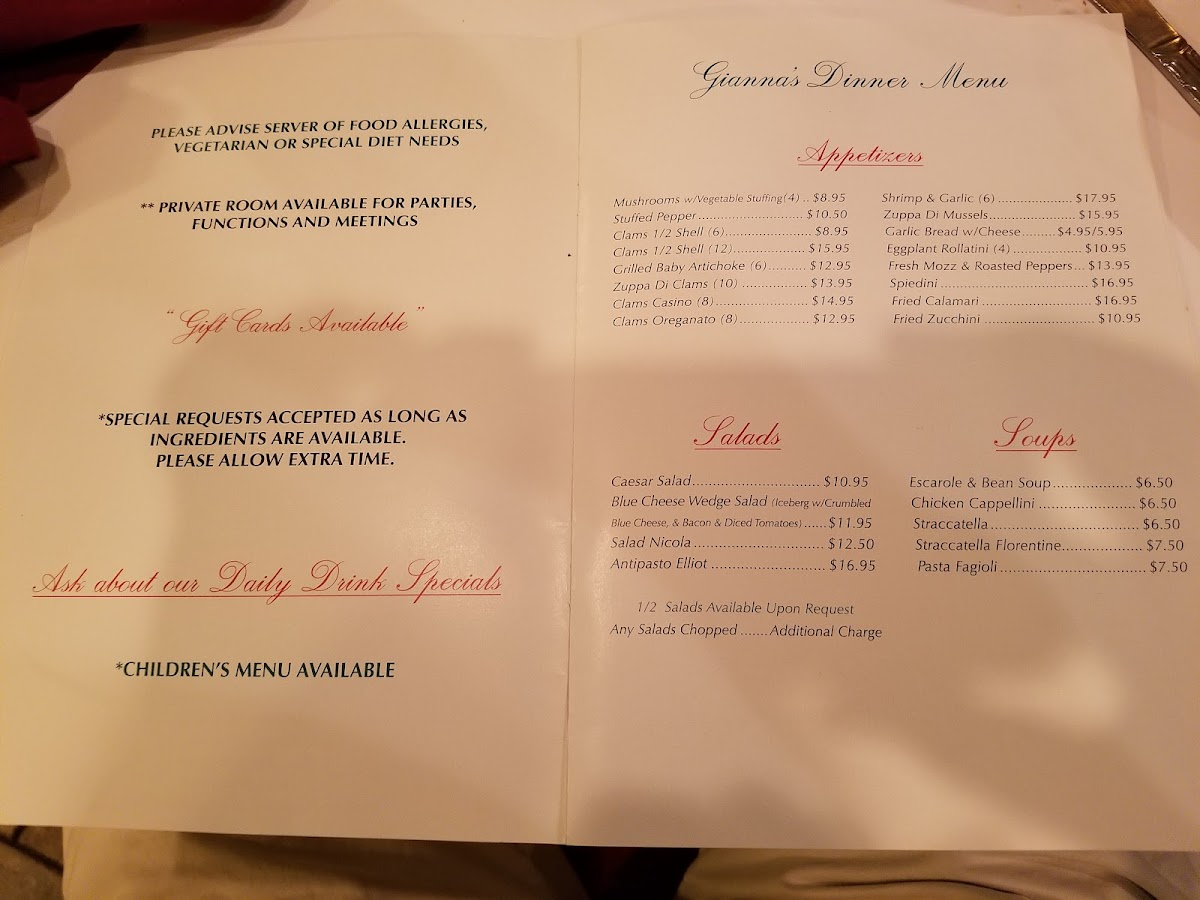 PLEASE ADVISE SERVER OF FOOD ALLERGIES,
VEGETARIAN OR SPECIAL DIET NEEDS
** PRIVATE ROOM AVAILABLE FOR PARTIES,
FUNCTIONS AND MEETINGS
"Gift Cards Available"
*SPECIAL REQUESTS ACCEPTED AS LONG AS
INGREDIENTS ARE AVAILABLE.
PLEASE ALLOW EXTRA TIME.
Ask about our Daily Drink Specials
*CHILDREN'S MENU AVAILABLE
Gianna's Dinner Menu
Appetizers
Mushrooms w/Vegetable Stuffing(4) .. $8.95
Stuffed Pepper........................ $10.50
Clams 1/2 Shell (6)......................... $8.95
Clams 1/2 Shell (12)..................... $15.95
Grilled Baby Artichoke (6).......... $12.95
Zuppa Di Clams (10) ................. $13.95
Clams Casino (8)........................ $14.95
Clams Oreganato (8).................. $12.95
Shrimp & Garlic (6) ................... $17.95
Zuppa Di Mussels...................... $15.95
Garlic Bread w/Cheese.........$4.95/5.95
Eggplant Rollatini (4) .................. $10.95
Fresh Mozz & Roasted Peppers... $13.95
Spiedini ...................................... $16.95
Fried Calamari ............................. $16.95
Fried Zucchini ............................ $10.95
Salads
Caesar Salad.............................. $10.95
Blue Cheese Wedge Salad (Iceberg w/Crumbled
Blue Cheese, & Bacon & Diced Tomatoes)......$11.95
Salad Nicola.............................. $12.50
Antipasto Elliot .......................... $16.95
1/2 Salads Available Upon Request
Any Salads Chopped .......Additional Charge
Soups
Escarole & Bean Soup................... $6.50
Chicken Cappellini ....................... $6.50
Straccatella................................... $6.50
Straccatella Florentine................... $7.50
Pasta Fagioli.................................. $7.50